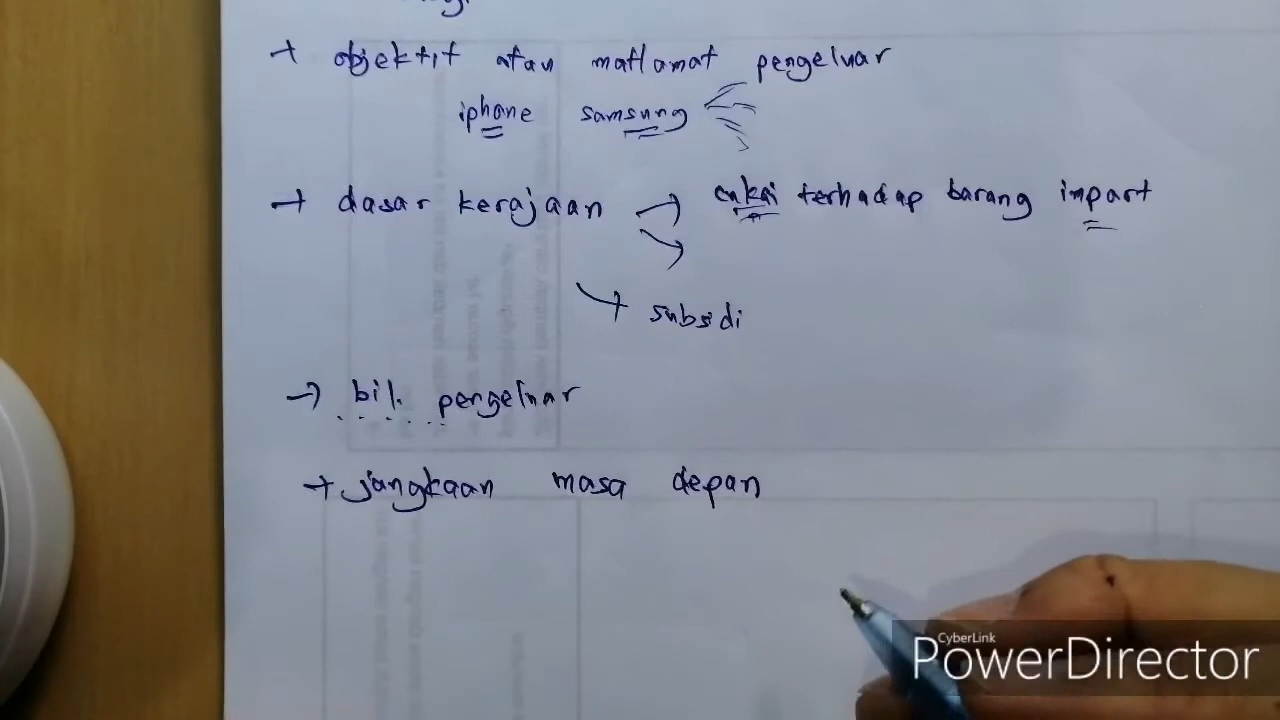 → objektif atau matlamat pengeluar
iphone samsung
→ dasar kerajaan → cukai terhadap barang import
→ subsidi
→ bil. pengeluar
→ jangkaan masa depan
CyberLink
PowerDirector